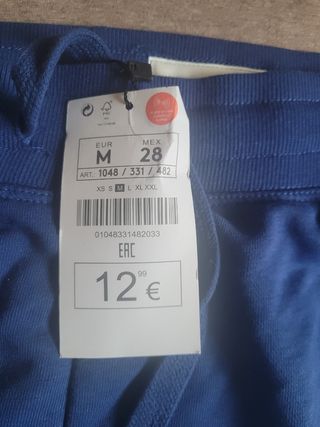 EUR MEX
M 28
ART. 1048 / 331 / 482
XS S M L XL XXL
01048331482033
EAC
12,99 €